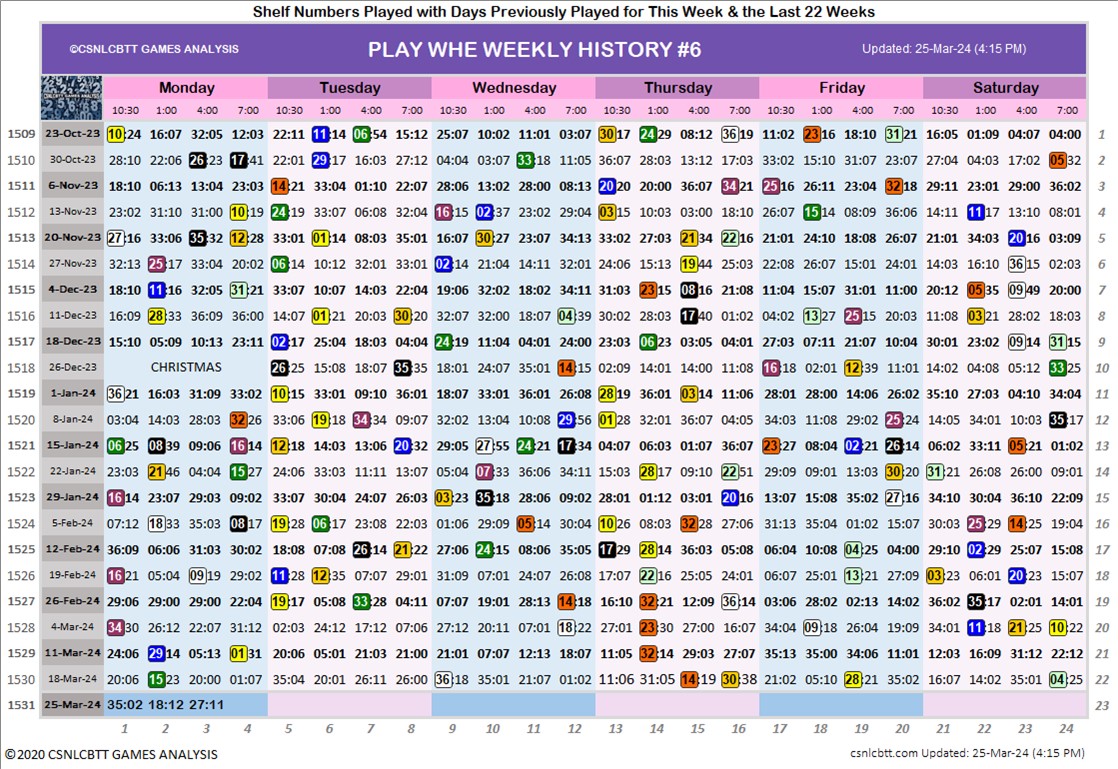 Shelf Numbers Played with Days Previously Played for This Week & the Last 22 Weeks
©CSNLCBTT GAMES ANALYSIS PLAY WHE WEEKLY HISTORY #6 Updated: 25-Mar-24 (4:15 PM)
Monday Tuesday Wednesday Thursday Friday Saturday
10:30 1:00 4:00 7:00 10:30 1:00 4:00 7:00 10:30 1:00 4:00 7:00 10:30 1:00 4:00 7:00 10:30 1:00 4:00 7:00 10:30 1:00 4:00 7:00
1509 23-Oct-23 10:24 16:07 32:05 12:03 22:11 11:14 06:54 15:12 25:07 10:02 11:01 03:07 30:17 24:29 08:12 36:19 11:02 23:16 18:10 31:21 16:05 01:09 04:07 04:00 1
1510 30-Oct-23 28:10 22:06 26:23 17:41 22:01 29:17 16:03 27:12 04:04 03:07 33:18 11:05 36:07 28:03 13:12 17:03 33:02 15:10 31:07 23:07 27:04 04:03 17:02 05:32 2
1511 6-Nov-23 18:10 06:13 13:04 23:03 14:21 33:04 01:10 22:07 28:06 13:02 28:00 08:13 20:20 20:00 36:07 34:21 25:16 26:11 23:04 32:18 29:11 23:01 29:00 36:02 3
1512 13-Nov-23 23:02 31:10 31:00 10:19 24:19 33:07 06:08 32:04 16:15 02:37 23:02 29:04 03:15 10:03 03:00 18:10 26:07 15:14 08:09 36:06 14:11 11:17 13:10 08:01 4
1513 20-Nov-23 27:16 33:06 35:32 12:28 33:01 01:14 08:03 35:01 16:07 30:27 23:07 34:13 33:02 27:03 21:34 22:16 21:01 24:10 18:08 26:07 21:01 34:03 20:16 03:09 5
1514 27-Nov-23 32:13 25:17 33:04 20:02 06:14 10:12 32:01 33:01 02:14 21:04 14:11 32:01 24:06 15:13 19:44 25:03 22:08 26:07 15:11 24:01 14:03 16:10 36:15 02:03 6
1515 4-Dec-23 18:10 11:16 32:05 31:21 33:07 10:07 14:03 22:04 19:06 32:02 18:02 34:11 31:03 23:15 08:16 21:08 11:04 15:07 31:01 11:00 20:12 05:35 09:49 20:00 7
1516 11-Dec-23 16:09 28:33 36:09 36:00 14:07 01:21 20:03 30:20 32:07 32:00 18:07 04:39 30:02 28:03 17:40 01:02 04:02 13:27 25:15 20:03 11:08 03:21 28:02 18:03 8
1517 18-Dec-23 15:10 05:09 10:13 23:11 02:17 25:04 18:03 04:04 24:19 11:04 04:01 24:01 23:03 06:23 03:05 04:01 27:03 07:11 21:07 10:04 30:01 23:02 09:14 31:15 9
1518 26-Dec-23 CHRISTMAS 26:25 15:08 18:07 35:35 18:01 24:07 35:01 14:15 02:09 14:01 14:00 11:08 16:18 02:01 12:39 11:01 14:02 04:08 05:12 33:25 10
1519 1-Jan-24 36:21 16:03 31:09 33:02 10:15 33:01 09:10 36:01 18:07 33:01 36:01 26:08 28:19 36:01 03:14 11:06 28:01 28:00 14:06 26:02 35:10 27:03 04:10 34:04 11
1520 8-Jan-24 03:04 14:03 28:03 32:26 33:06 19:18 34:34 09:07 32:02 13:04 10:08 29:56 01:28 32:01 36:07 04:05 34:03 11:08 29:02 25:24 04:05 34:01 10:03 35:17 12
1521 15-Jan-24 06:25 08:39 09:06 16:14 12:18 14:03 13:06 20:32 29:05 27:55 24:21 17:34 04:07 06:03 01:07 36:07 23:27 07:11 02:21 26:14 06:03 33:11 05:21 01:02 13
1522 22-Jan-24 23:03 21:46 04:04 15:27 24:06 33:03 11:11 13:07 05:04 07:33 06:06 34:11 15:03 28:17 09:10 22:51 29:09 09:01 14:08 30:20 31:21 26:08 26:00 09:01 14
1523 29-Jan-24 16:14 23:07 29:03 09:02 33:07 30:04 24:07 26:03 03:23 35:18 28:06 09:02 28:01 01:12 03:01 20:16 13:07 15:08 35:02 27:16 34:10 30:04 36:10 22:09 15
1524 5-Feb-24 07:12 18:33 35:03 08:17 19:28 06:17 23:08 22:03 01:06 29:09 05:14 30:04 10:26 08:03 32:28 27:06 31:13 35:04 01:02 15:07 30:03 25:29 14:25 19:04 16
1525 12-Feb-24 36:09 06:06 31:03 30:02 18:08 07:08 26:14 21:22 27:06 24:15 08:06 35:05 17:29 28:14 36:03 05:08 06:04 10:08 04:25 04:00 29:10 02:29 25:07 15:08 17
1526 19-Feb-24 16:21 05:04 09:19 29:02 11:28 12:35 07:07 29:01 31:09 07:01 24:07 26:08 17:07 22:16 25:05 24:01 06:07 25:01 13:21 27:09 03:23 06:01 20:23 15:07 18
1527 26-Feb-24 29:06 29:00 29:00 22:04 19:17 05:08 33:28 04:11 07:07 19:01 28:13 14:18 16:10 32:21 12:09 36:14 03:06 28:02 02:13 14:02 36:02 35:17 02:01 14:01 19
1528 4-Mar-24 34:30 26:12 22:07 31:12 02:03 24:12 17:12 07:06 27:12 20:11 07:01 18:22 27:01 23:30 27:00 16:07 34:04 09:18 26:04 19:09 34:01 11:18 21:25 10:22 20
1529 11-Mar-24 24:06 29:14 05:13 01:31 20:06 05:01 21:03 21:00 21:01 07:07 12:13 18:07 11:05 32:14 29:03 27:07 35:13 35:00 34:06 11:01 12:03 16:09 31:12 22:12 21
1530 18-Mar-24 20:06 15:23 20:00 01:07 35:04 20:01 26:11 26:00 36:18 35:01 21:07 01:02 11:06 31:05 14:19 30:38 21:02 05:10 28:21 35:02 16:07 14:02 35:01 04:25 22
1531 25-Mar-24 35:02 18:12 27:11 23
1 2 3 4 5 6 7 8 9 10 11 12 13 14 15 16 17 18 19 20 21 22 23 24
©2020 CSNLCBTT GAMES ANALYSIS csnlcbtt.com Updated: 25-Mar-24 (4:15 PM)